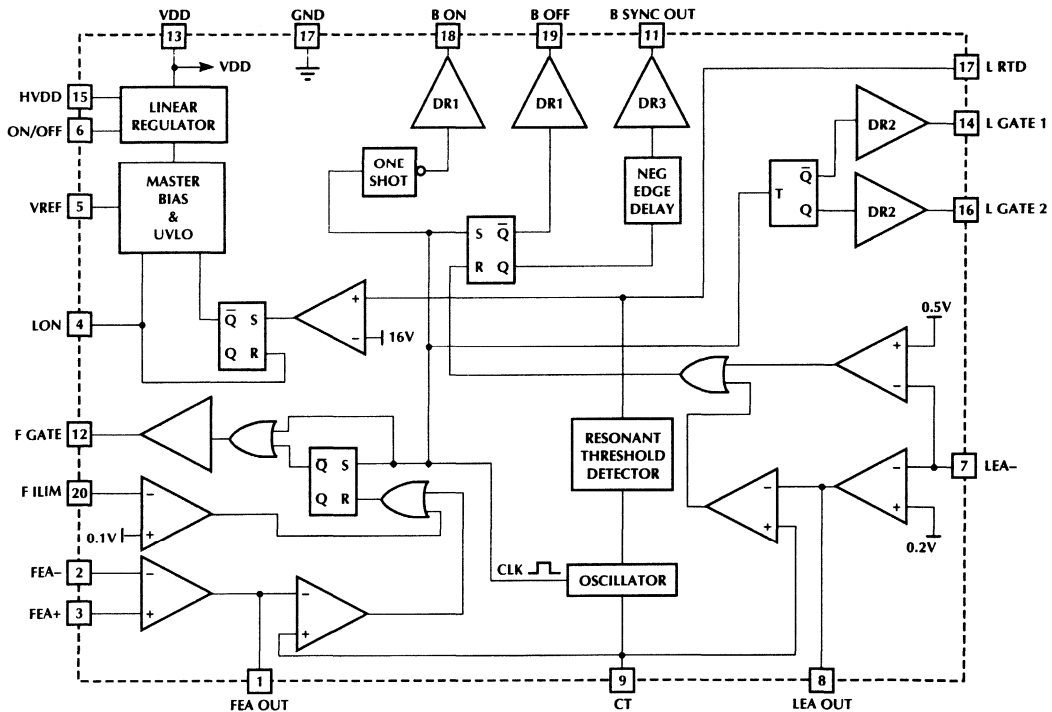 VDD GND B ON B OFF B SYNC OUT
13 17 18 19 11
VDD
17 L RTD
HVDD 15
LINEAR
REGULATOR
ON/OFF 6
DR1 DR1 DR3
DR2
14 L GATE 1
MASTER
BIAS
&
UVLO
VREF 5
ONE
SHOT
NEG
EDGE
DELAY
T Q̅
Q
DR2
16 L GATE 2
S Q̅
R Q
LON 4
Q̅ S
Q R
+
− 16V
0.5V
+
−
F GATE 12
RESONANT
THRESHOLD
DETECTOR
Q̅ S
Q R
7 LEA−
F ILIM 20
−
0.1V +
−
+
−
+
0.2V
FEA− 2
−
FEA+ 3
+
−
+
CLK
OSCILLATOR
1 9 8
FEA OUT CT LEA OUT